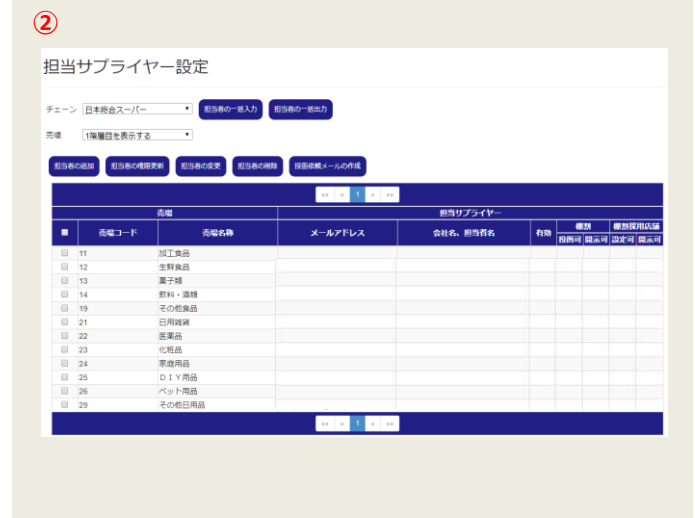 ②
担当サプライヤー設定
チェーン 日本総合スーパー 担当者の一括入力 担当者の一括出力
売場 1階層目を表示する
担当者の追加 担当者の権限更新 担当者の変更 担当者の削除 投函依頼メールの作成
«« « 1 » »»
売場 担当サプライヤー
売場コード 売場名称 メールアドレス 会社名、担当者名 有効 棚割 棚割採用店舗
投函可 開示可 設定可 開示可
11 加工食品
12 生鮮食品
13 菓子類
14 飲料・酒類
19 その他食品
21 日用雑貨
22 医薬品
23 化粧品
24 家庭用品
25 ＤＩＹ用品
26 ペット用品
29 その他日用品
«« « 1 » »»